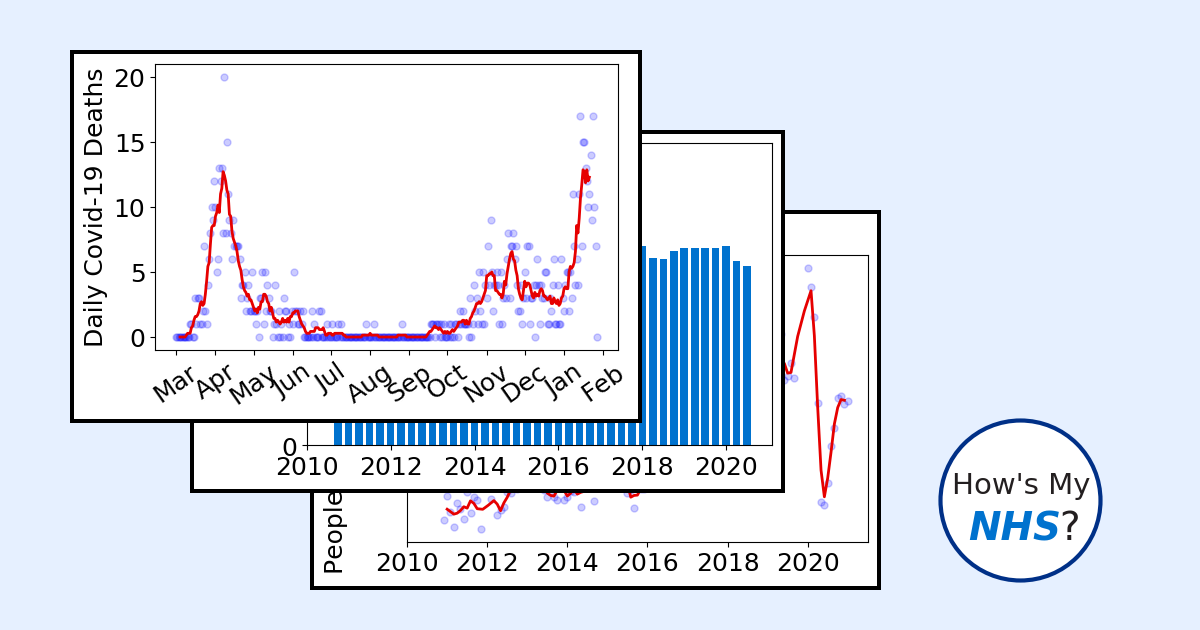 Daily Covid-19 Deaths
20
15
10
5
0
Mar Apr May Jun Jul Aug Sep Oct Nov Dec Jan Feb
0
2010 2012 2014 2016 2018 2020
People
2010 2012 2014 2016 2018 2020
How's My
NHS?